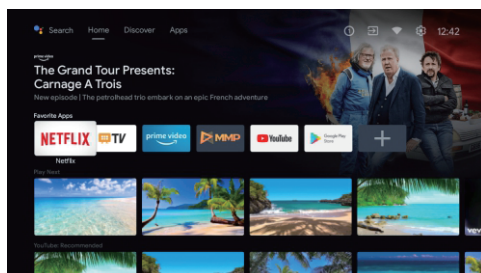 Search Home Discover Apps 12:42
prime video
The Grand Tour Presents:
Carnage A Trois
New episode | The petrolhead trio embark on an epic French adventure
Favorite Apps
NETFLIX TV prime video MMP YouTube Google Play Store
Netflix
Play Next
YouTube: Recommended
vevo